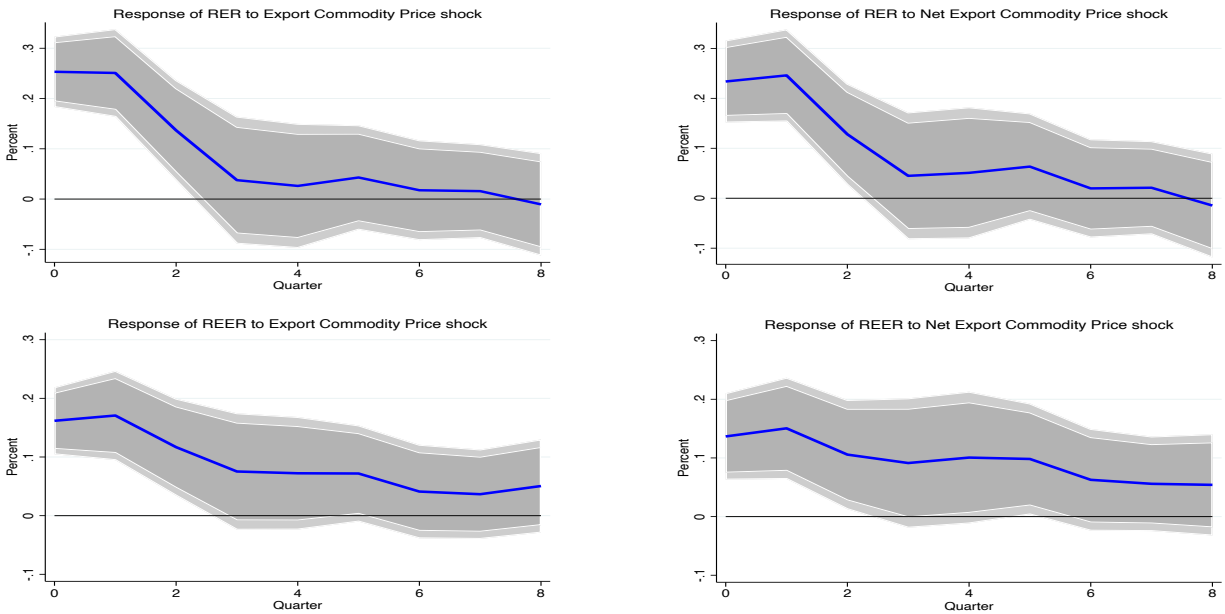 Response of RER to Export Commodity Price shock
Percent
.3
.2
.1
0
-.1
0 2 4 6 8
Quarter
Response of RER to Net Export Commodity Price shock
Percent
.3
.2
.1
0
-.1
0 2 4 6 8
Quarter
Response of REER to Export Commodity Price shock
Percent
.3
.2
.1
0
-.1
0 2 4 6 8
Quarter
Response of REER to Net Export Commodity Price shock
Percent
.3
.2
.1
0
-.1
0 2 4 6 8
Quarter